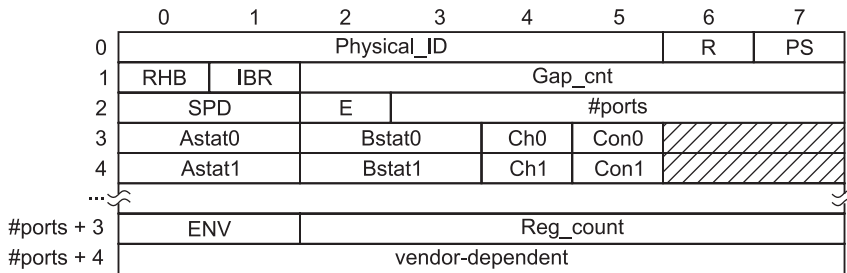 0 1 2 3 4 5 6 7
0 Physical_ID R PS
1 RHB IBR Gap_cnt
2 SPD E #ports
3 Astat0 Bstat0 Ch0 Con0
4 Astat1 Bstat1 Ch1 Con1
...
#ports + 3 ENV Reg_count
#ports + 4 vendor-dependent